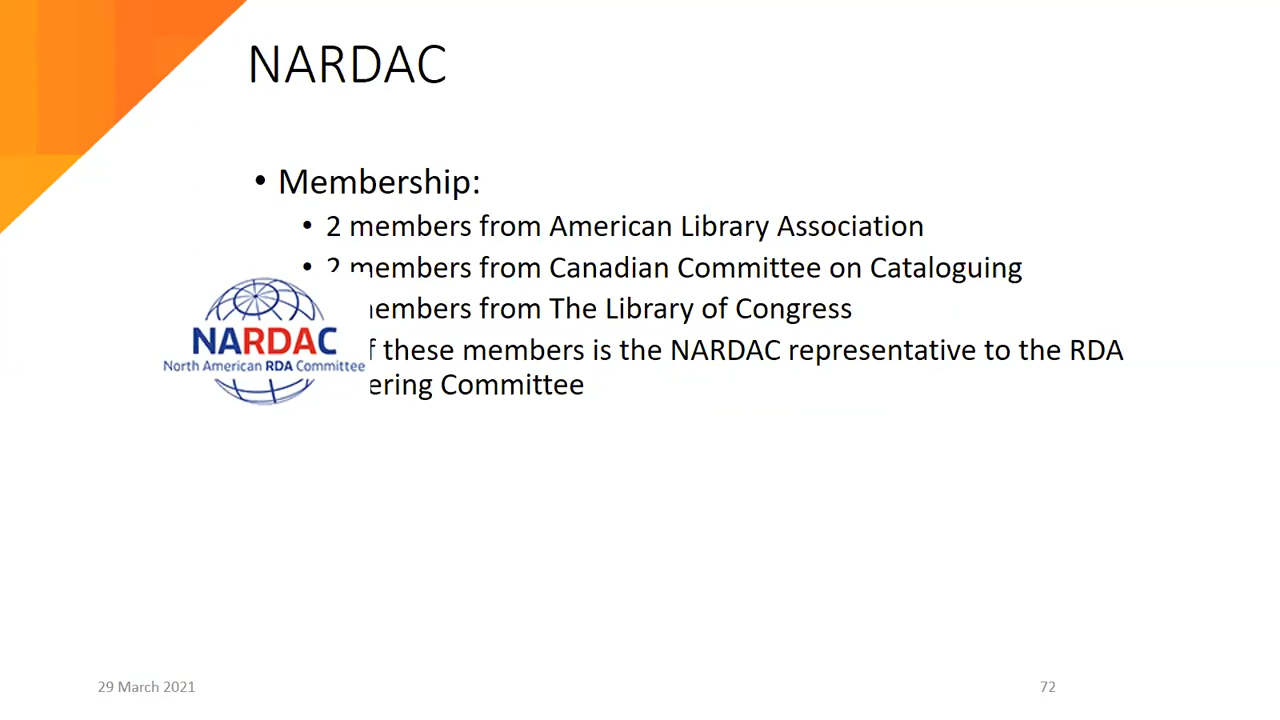 NARDAC
• Membership:
• 2 members from American Library Association
• 2 members from Canadian Committee on Cataloguing
members from The Library of Congress
these members is the NARDAC representative to the RDA
Committee
NARDAC
North American RDA Committee
29 March 2021
72